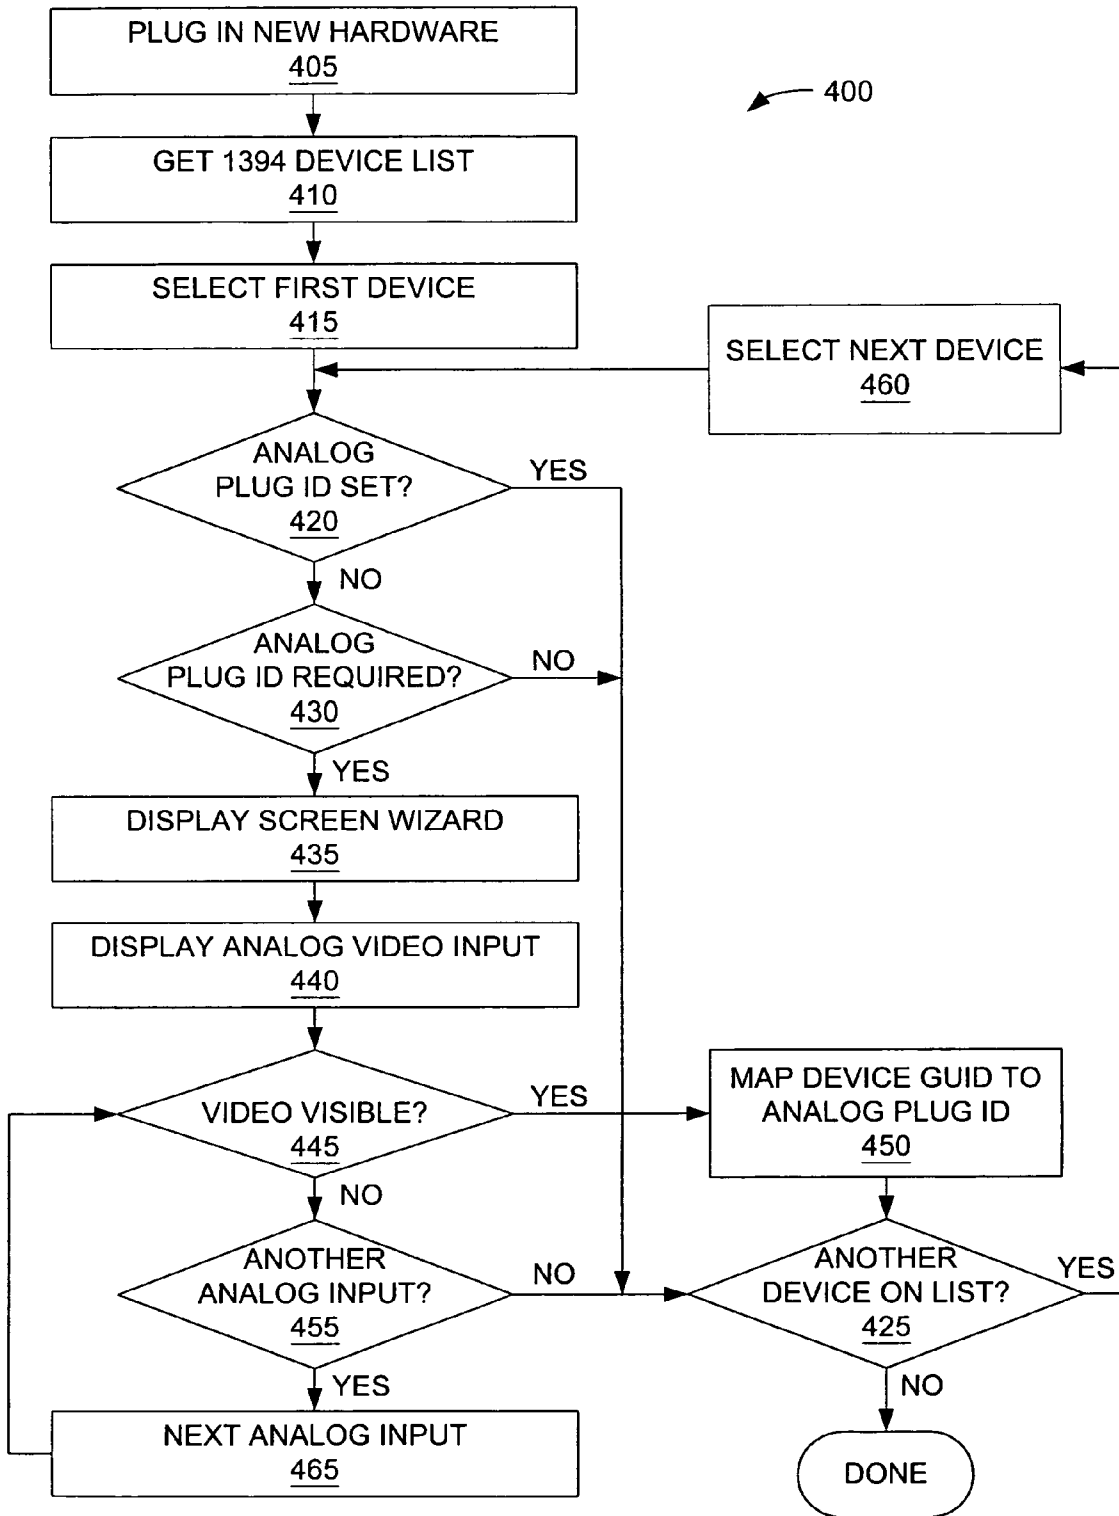 PLUG IN NEW HARDWARE
405
400
GET 1394 DEVICE LIST
410
SELECT FIRST DEVICE
415
SELECT NEXT DEVICE
460
ANALOG
PLUG ID SET?
420
YES
NO
ANALOG
PLUG ID REQUIRED?
430
NO
YES
DISPLAY SCREEN WIZARD
435
DISPLAY ANALOG VIDEO INPUT
440
VIDEO VISIBLE?
445
YES
MAP DEVICE GUID TO
ANALOG PLUG ID
450
NO
ANOTHER
ANALOG INPUT?
455
NO
ANOTHER
DEVICE ON LIST?
425
YES
YES
NO
NEXT ANALOG INPUT
465
DONE